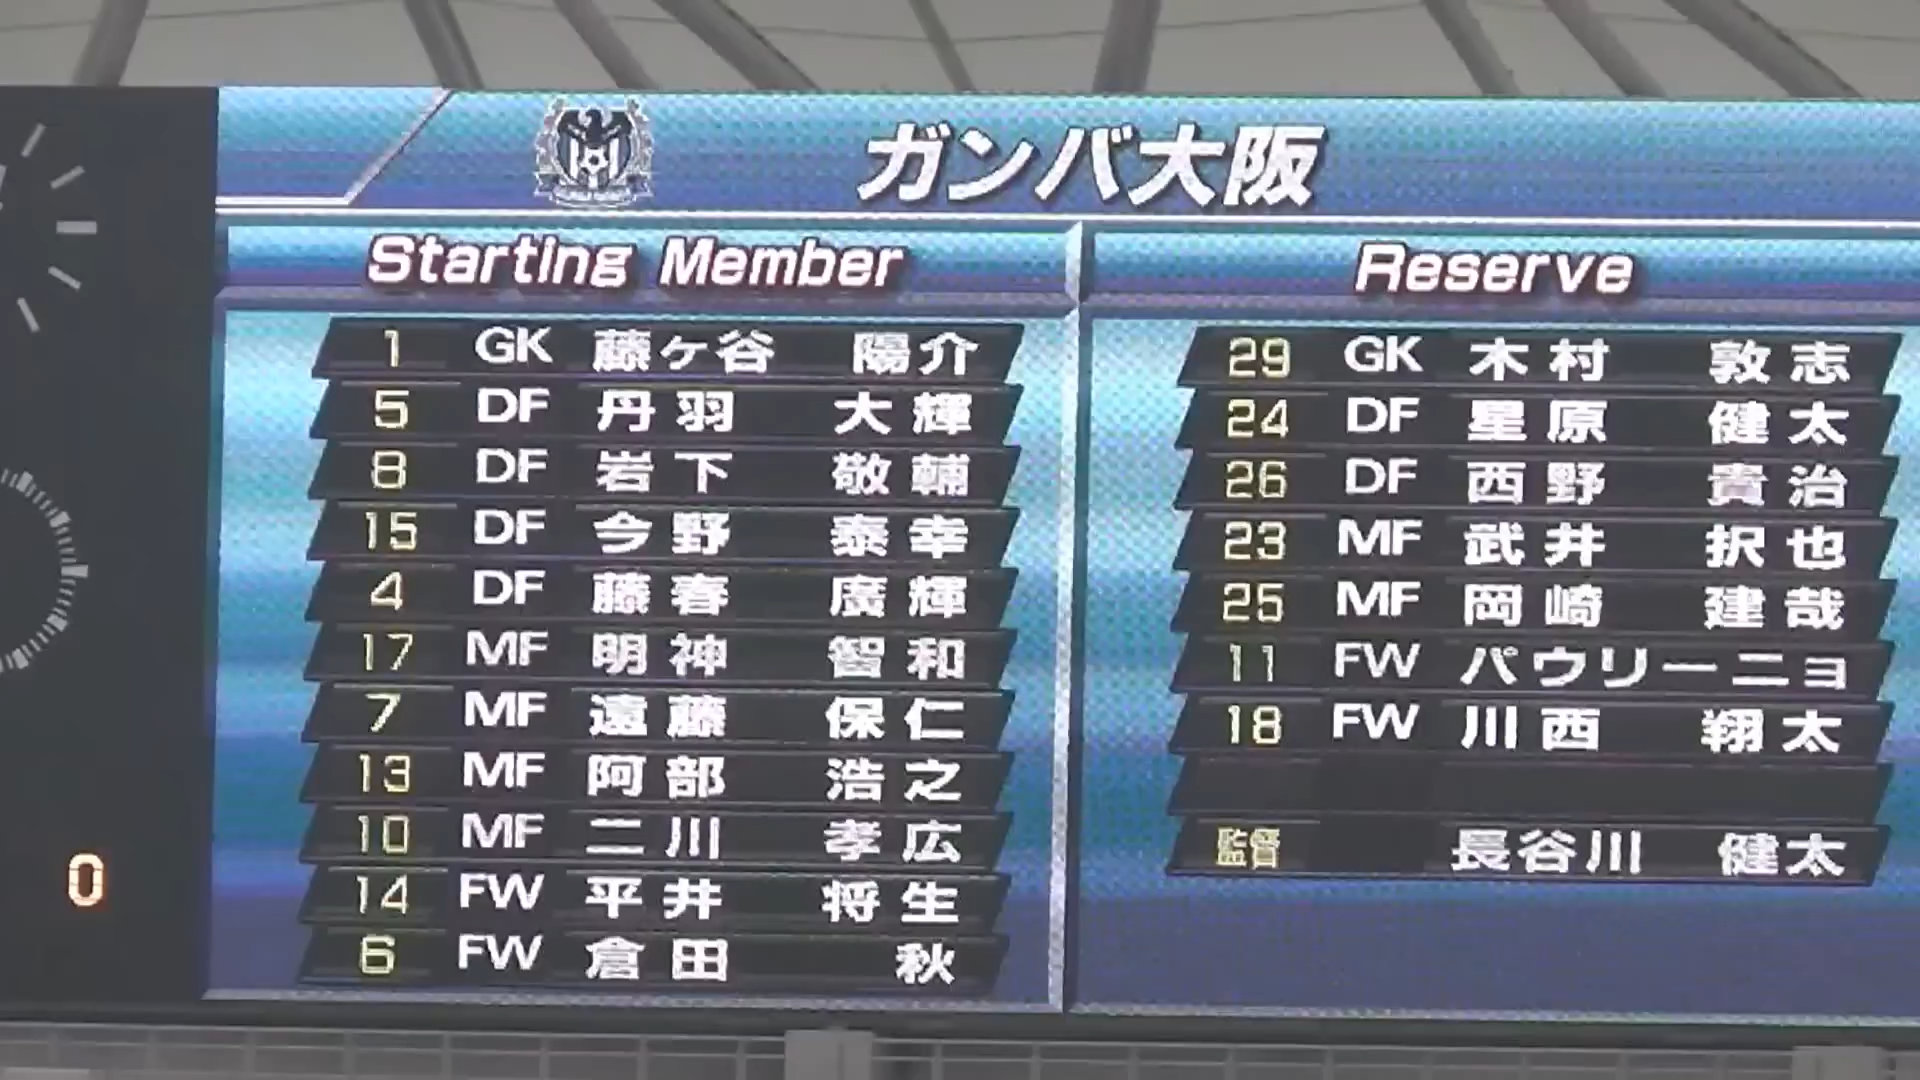 ガンバ大阪
Starting Member
1 GK 藤ヶ谷 陽介
5 DF 丹羽 大輝
8 DF 岩下 敬輔
15 DF 今野 泰幸
4 DF 藤春 廣輝
17 MF 明神 智和
7 MF 遠藤 保仁
13 MF 阿部 浩之
10 MF 二川 孝広
14 FW 平井 将生
6 FW 倉田 秋
Reserve
29 GK 木村 敦志
24 DF 星原 健太
26 DF 西野 貴治
23 MF 武井 択也
25 MF 岡崎 建哉
11 FW パウリーニョ
18 FW 川西 翔太
監督 長谷川 健太
0